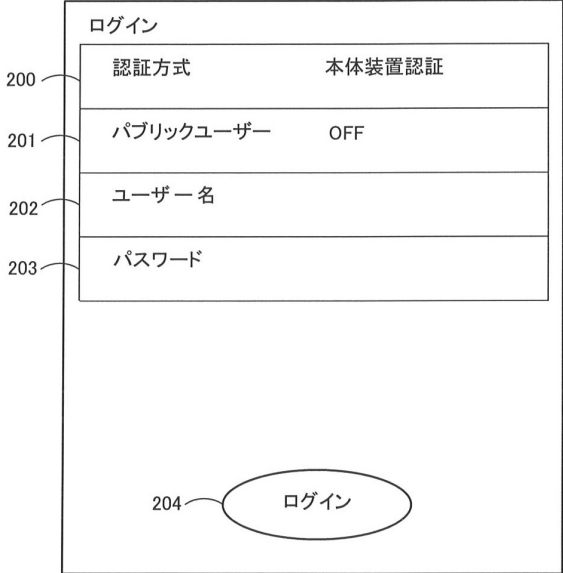 ログイン
200 認証方式 本体装置認証
201 パブリックユーザー OFF
202 ユーザー名
203 パスワード
204 ログイン